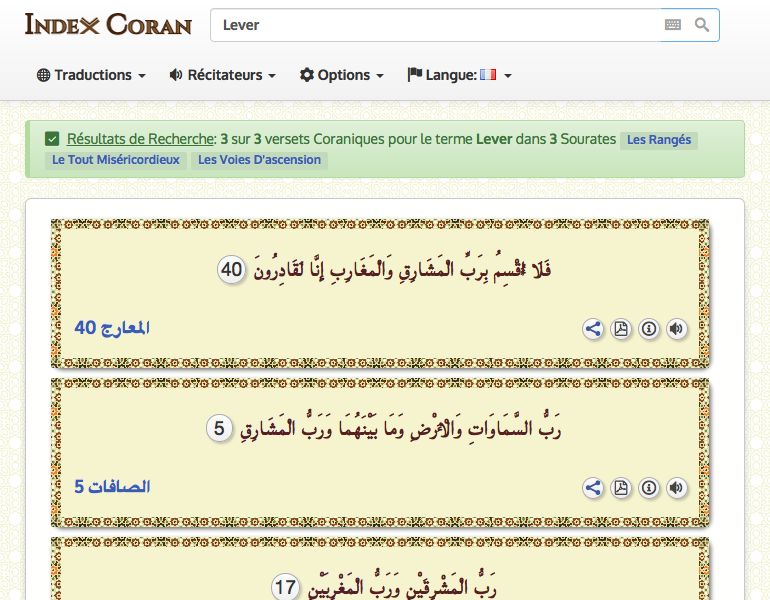 Index Coran
Lever
Traductions Récitateurs Options Langue:
Résultats de Recherche: 3 sur 3 versets Coraniques pour le terme Lever dans 3 Sourates Les Rangés
Le Tout Miséricordieux Les Voies D'ascension
فَلَا أُقْسِمُ بِرَبِّ الْمَشَارِقِ وَالْمَغَارِبِ إِنَّا لَقَادِرُونَ 40
المعارج 40
رَبُّ السَّمَاوَاتِ وَالْأَرْضِ وَمَا بَيْنَهُمَا وَرَبُّ الْمَشَارِقِ 5
الصافات 5
رَبُّ الْمَشْرِقَيْنِ وَرَبُّ الْمَغْرِبَيْنِ 17